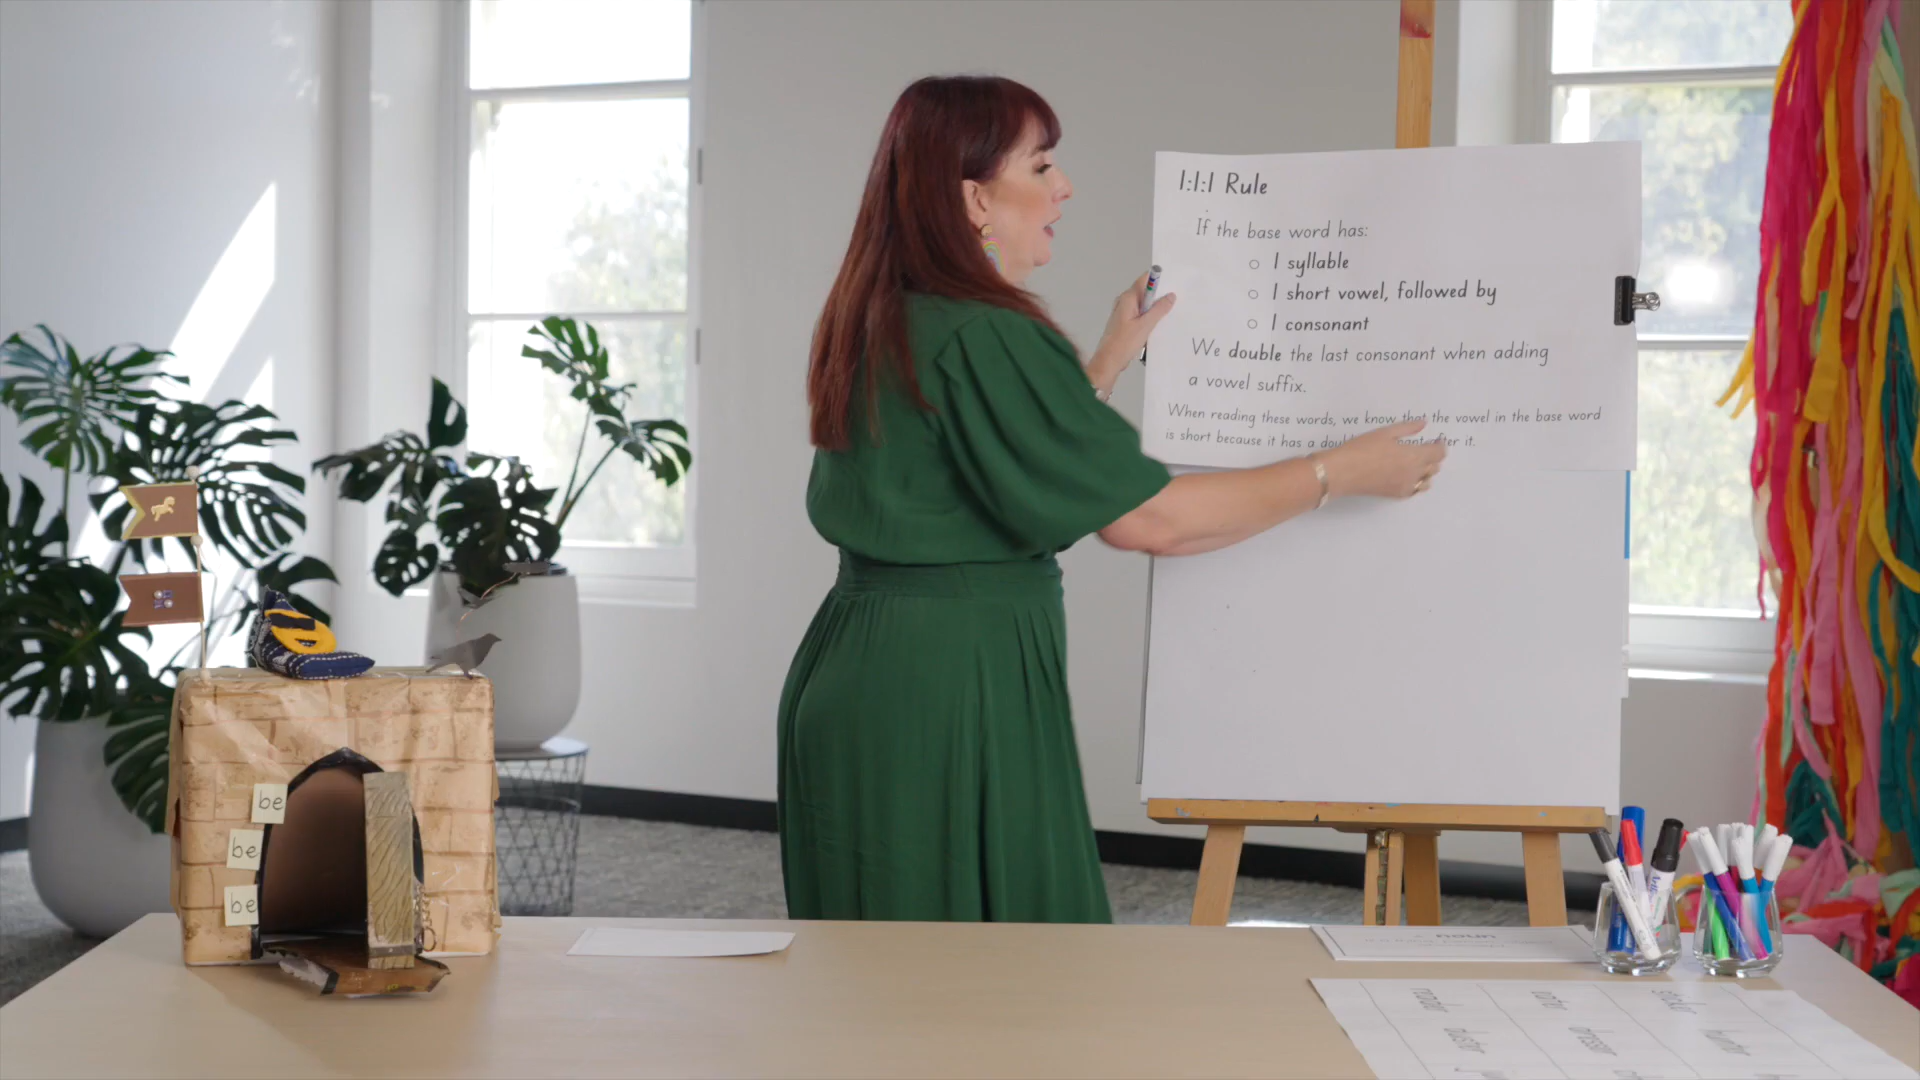 1:1:1 Rule
If the base word has:
1 syllable
1 short vowel, followed by
1 consonant
We double the last consonant when adding
a vowel suffix.
When reading these words, we know that the vowel in the base word
is short because it has a after it.
be
be
be
noun